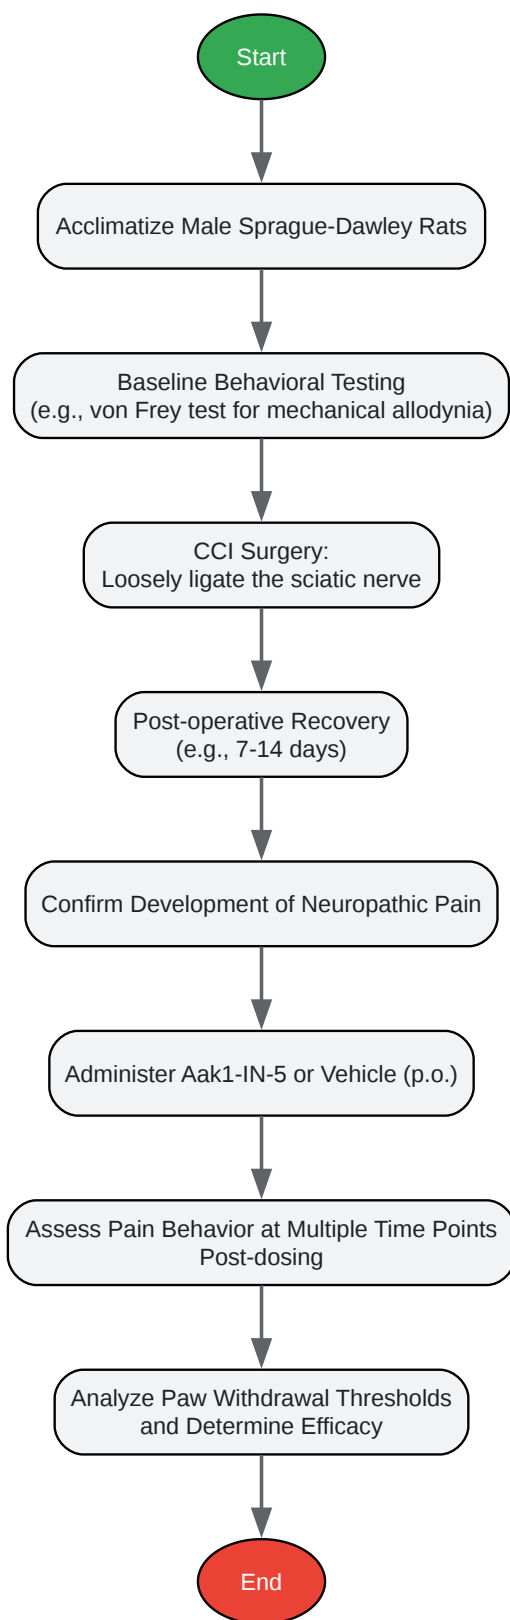 Start
Acclimatize Male Sprague-Dawley Rats
Baseline Behavioral Testing
(e.g., von Frey test for mechanical allodynia)
CCI Surgery:
Loosely ligate the sciatic nerve
Post-operative Recovery
(e.g., 7-14 days)
Confirm Development of Neuropathic Pain
Administer Aak1-IN-5 or Vehicle (p.o.)
Assess Pain Behavior at Multiple Time Points
Post-dosing
Analyze Paw Withdrawal Thresholds
and Determine Efficacy
End